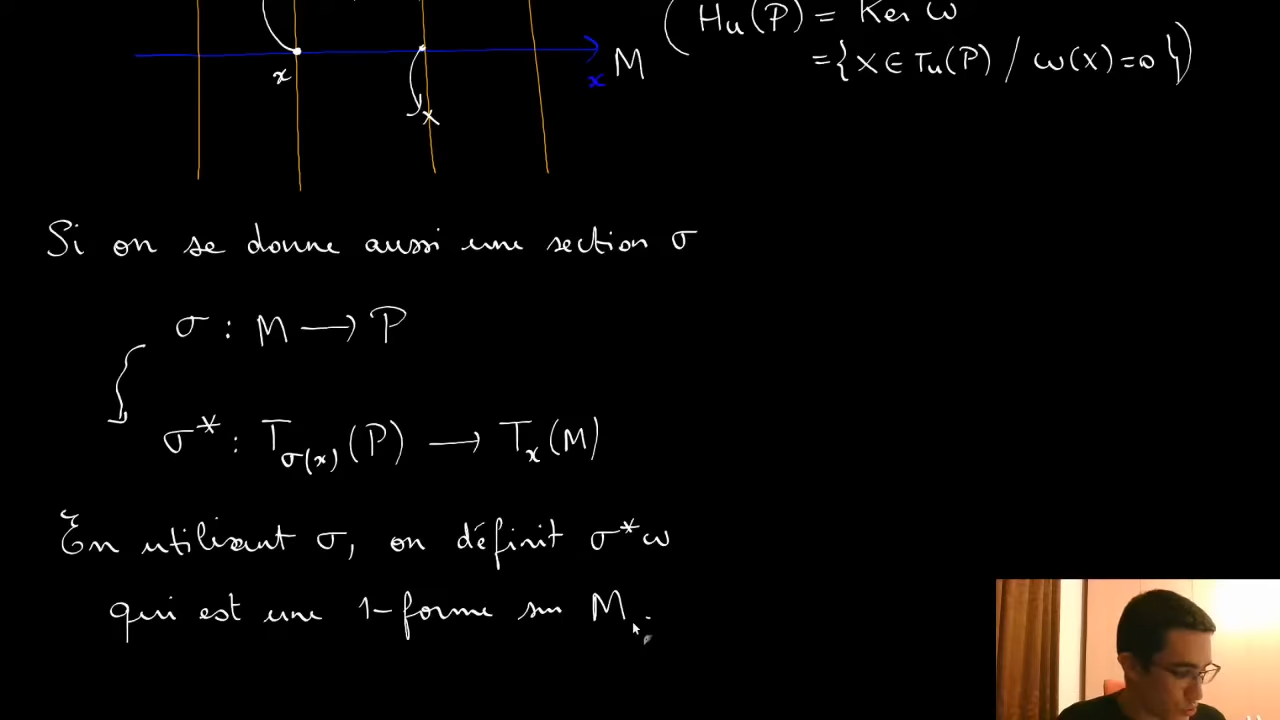 ( Hu(P) = Ker ω
= { X ∈ Tu(P) / ω(X) = 0 } )
M
x
x
Si on se donne aussi une section σ
σ : M → P
σ* : Tσ(x)(P) → Tx(M)
En utilisant σ, on définit σ*ω
qui est une 1-forme sur M.